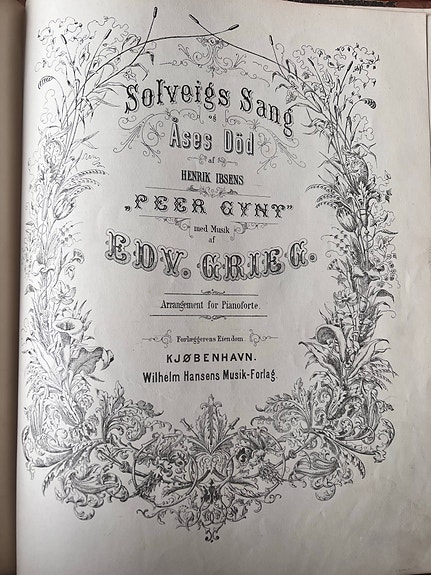 Solveigs Sang
og
Åses Död
af
HENRIK IBSENS
„PEER GYNT"
med Musik
af
EDV. GRIEG.
Arrangement for Pianoforte.
Forlæggerens Eiendom.
KJØBENHAVN.
Wilhelm Hansens Musik-Forlag.